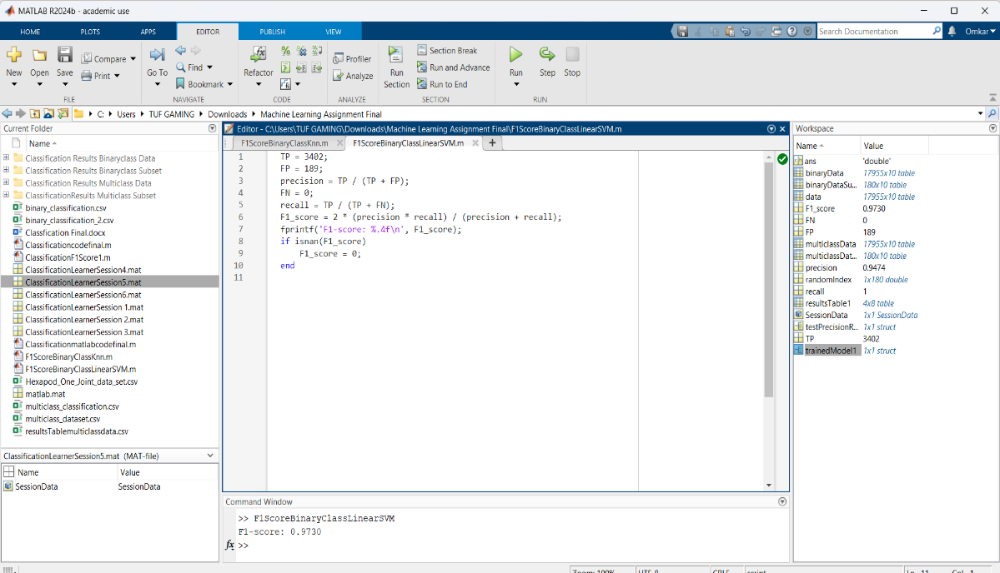 MATLAB R2024b - academic use
HOME PLOTS APPS EDITOR PUBLISH VIEW
Search Documentation
Omkar
New
Open
Save
Compare
Print
FILE
Go To
Find
Bookmark
NAVIGATE
Refactor
CODE
Profiler
Analyze
ANALYZE
Run
Section
Section Break
Run and Advance
Run to End
SECTION
Run
Step
Stop
RUN
C: Users TUF GAMING Downloads Machine Learning Assignment Final
Current Folder
Name
Classification Results Binaryclass Data
Classification Results Binaryclass Subset
Classification Results Multiclass Data
ClassificationResults Multiclass Subset
binary_classification.csv
binary_classification_2.csv
Classfication Final.docx
Classificationcodefinal.m
ClassificationF1Score1.m
ClassificationLearnerSession4.mat
ClassificationLearnerSession5.mat
ClassificationLearnerSession6.mat
ClassificationLearnerSession 1.mat
ClassificationLearnerSession 2.mat
ClassificationLearnerSession 3.mat
Classificationmatlabcodefinal.m
F1ScoreBinaryClassKnn.m
F1ScoreBinaryClassLinearSVM.m
Hexapod_One_Joint_data_set.csv
matlab.mat
multiclass_classification.csv
multiclass_dataset.csv
resultsTablemulticlassdata.csv
ClassificationLearnerSession5.mat (MAT-file)
Name Value
SessionData SessionData
Editor - C:\Users\TUF GAMING\Downloads\Machine Learning Assignment Final\F1ScoreBinaryClassLinearSVM.m
F1ScoreBinaryClassKnn.m F1ScoreBinaryClassLinearSVM.m
1 TP = 3402;
2 FP = 189;
3 precision = TP / (TP + FP);
4 FN = 0;
5 recall = TP / (TP + FN);
6 F1_score = 2 * (precision * recall) / (precision + recall);
7 fprintf('F1-score: %.4f\n', F1_score);
8 if isnan(F1_score)
9 F1_score = 0;
10 end
11
Command Window
>> F1ScoreBinaryClassLinearSVM
F1-score: 0.9730
fx >>
Workspace
Name Value
ans 'double'
binaryData 17955x10 table
binaryDataSu... 180x10 table
data 17955x10 table
F1_score 0.9730
FN 0
FP 189
multiclassData 17955x10 table
multiclassDat... 180x10 table
precision 0.9474
randomIndex 1x180 double
recall 1
resultsTable1 4x8 table
SessionData 1x1 SessionData
testPrecisionR... 1x1 struct
TP 3402
trainedModel1 1x1 struct
Zoom: 100% UTF-8 CRLF script Ln 11 Col 1